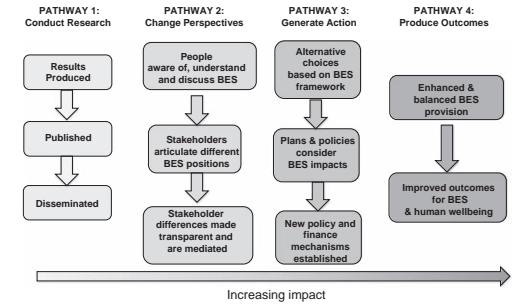 PATHWAY 1:
Conduct Research
Results
Produced
Published
Disseminated
PATHWAY 2:
Change Perspectives
People
aware of, understand
and discuss BES
Stakeholders
articulate different
BES positions
Stakeholder
differences made
transparent and
are mediated
PATHWAY 3:
Generate Action
Alternative
choices
based on BES
framework
Plans & policies
consider
BES impacts
New policy and
finance
mechanisms
established
PATHWAY 4:
Produce Outcomes
Enhanced &
balanced BES
provision
Improved outcomes
for BES
& human wellbeing
Increasing impact